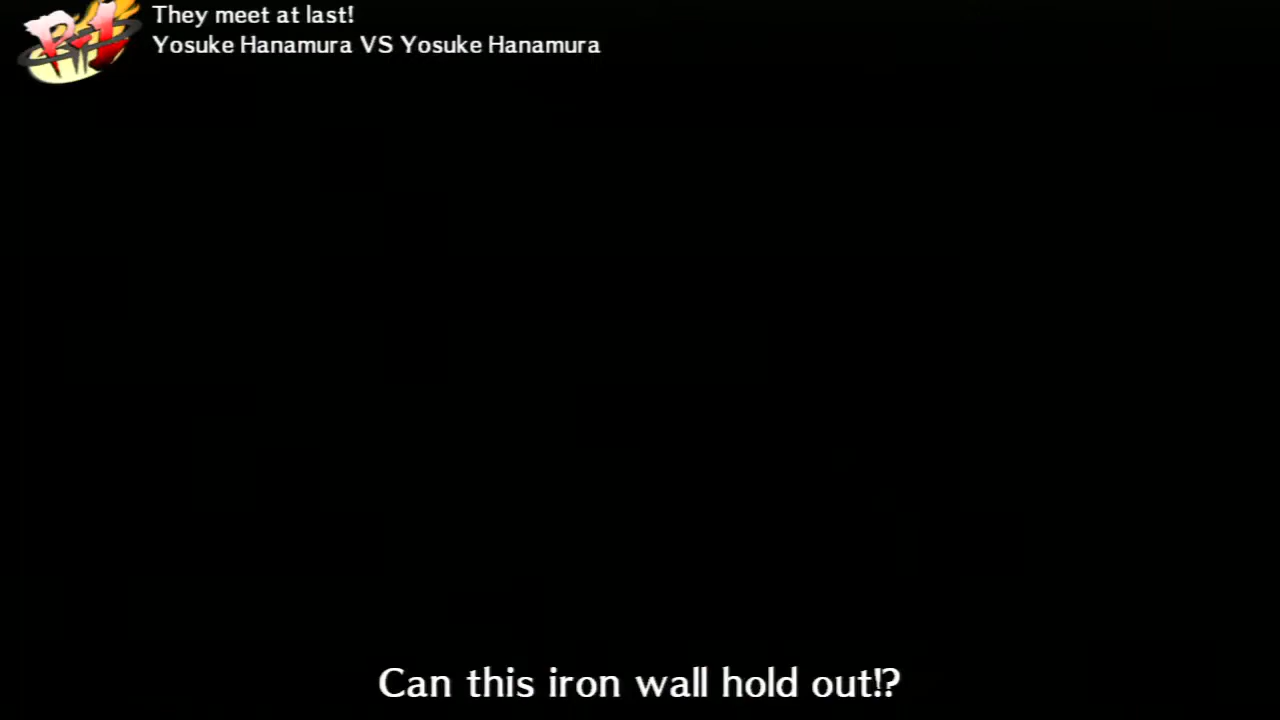 They meet at last!
Yosuke Hanamura VS Yosuke Hanamura
Can this iron wall hold out!?